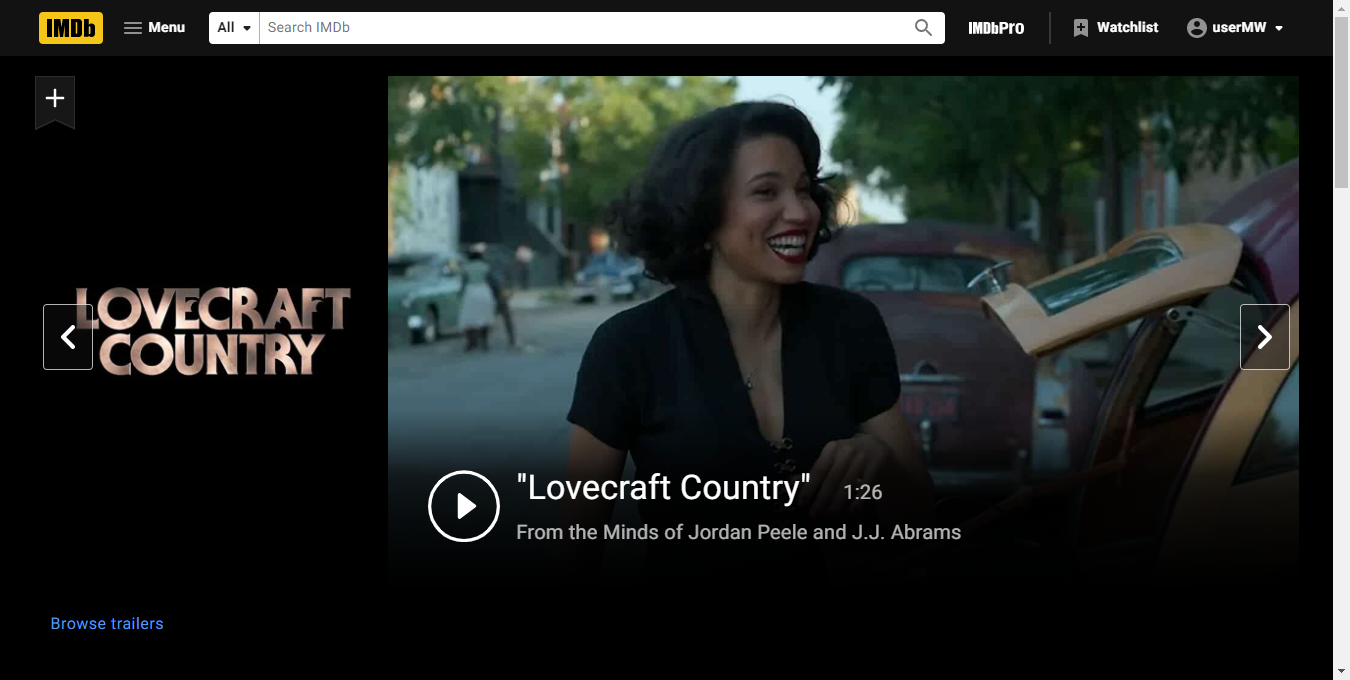 IMDb Menu All Search IMDb IMDbPro Watchlist userMW
LOVECRAFT
COUNTRY
"Lovecraft Country" 1:26
From the Minds of Jordan Peele and J.J. Abrams
Browse trailers